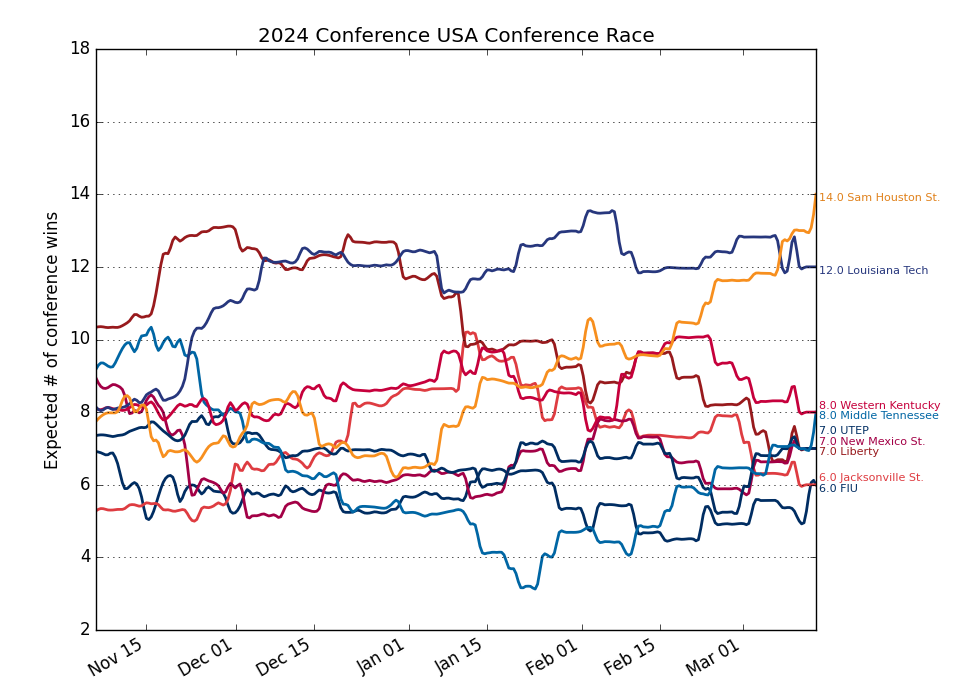 2024 Conference USA Conference Race
Expected # of conference wins
18
16
14
12
10
8
6
4
2
14.0 Sam Houston St.
12.0 Louisiana Tech
8.0 Western Kentucky
8.0 Middle Tennessee
7.0 UTEP
7.0 New Mexico St.
7.0 Liberty
6.0 Jacksonville St.
6.0 FIU
Nov 15
Dec 01
Dec 15
Jan 01
Jan 15
Feb 01
Feb 15
Mar 01